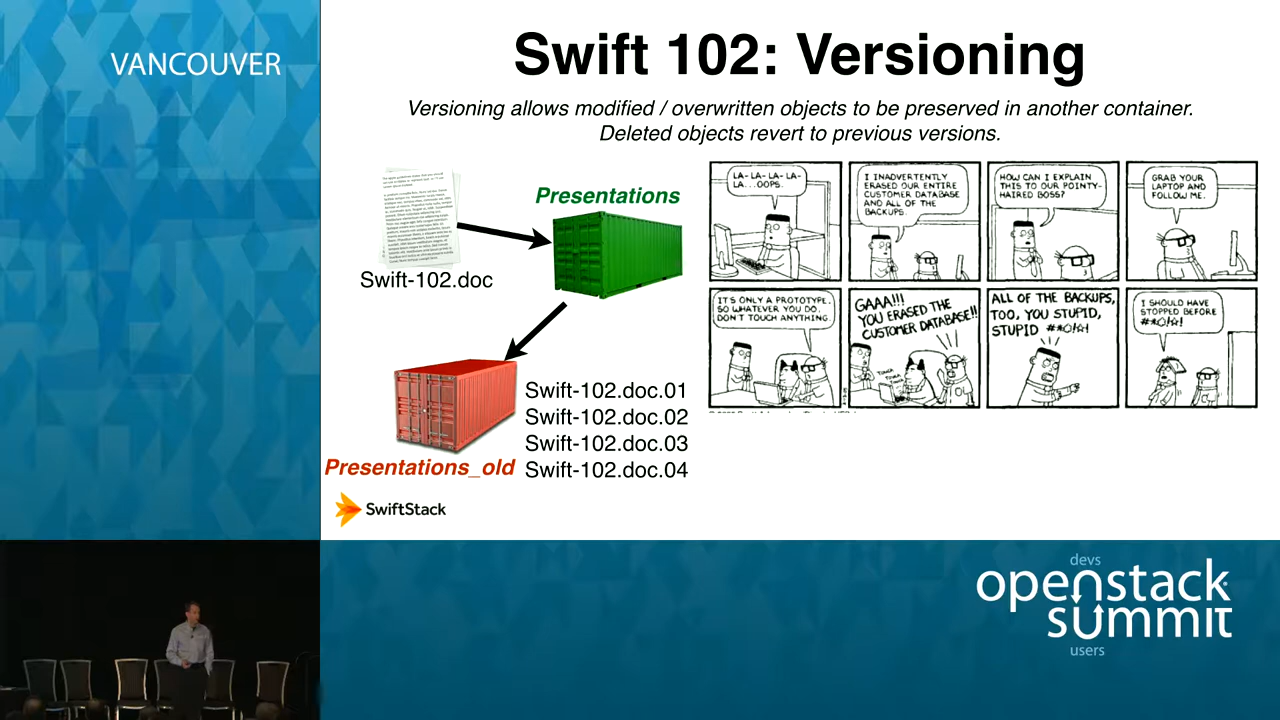 VANCOUVER
Swift 102: Versioning
Versioning allows modified / overwritten objects to be preserved in another container.
Deleted objects revert to previous versions.
Swift-102.doc
Presentations
Presentations_old
Swift-102.doc.01
Swift-102.doc.02
Swift-102.doc.03
Swift-102.doc.04
LA- LA- LA- LA-
LA...OOPS.
I INADVERTENTLY
ERASED OUR ENTIRE
CUSTOMER DATABASE
AND ALL OF THE
BACKUPS.
HOW CAN I EXPLAIN
THIS TO OUR POINTY-
HAIRED BOSS?
GRAB YOUR
LAPTOP AND
FOLLOW ME.
IT'S ONLY A PROTOTYPE,
SO WHATEVER YOU DO,
DON'T TOUCH ANYTHING.
GAAA!!!
YOU ERASED THE
CUSTOMER DATABASE!!
ALL OF THE BACKUPS,
TOO, YOU STUPID,
STUPID #*O!☆!
I SHOULD HAVE
STOPPED BEFORE
#*O!☆!
SwiftStack
devs
openstack
summit
users